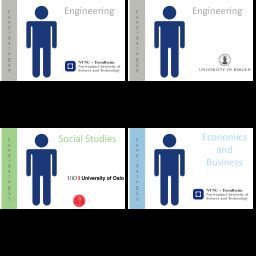 Engineering
NTNU – Trondheim
Norwegian University of
Science and Technology
Engineering
UNIVERSITY OF BERGEN
Social Studies
UiO
University of Oslo
Economics
and
Business
NTNU – Trondheim
Norwegian University of
Science and Technology